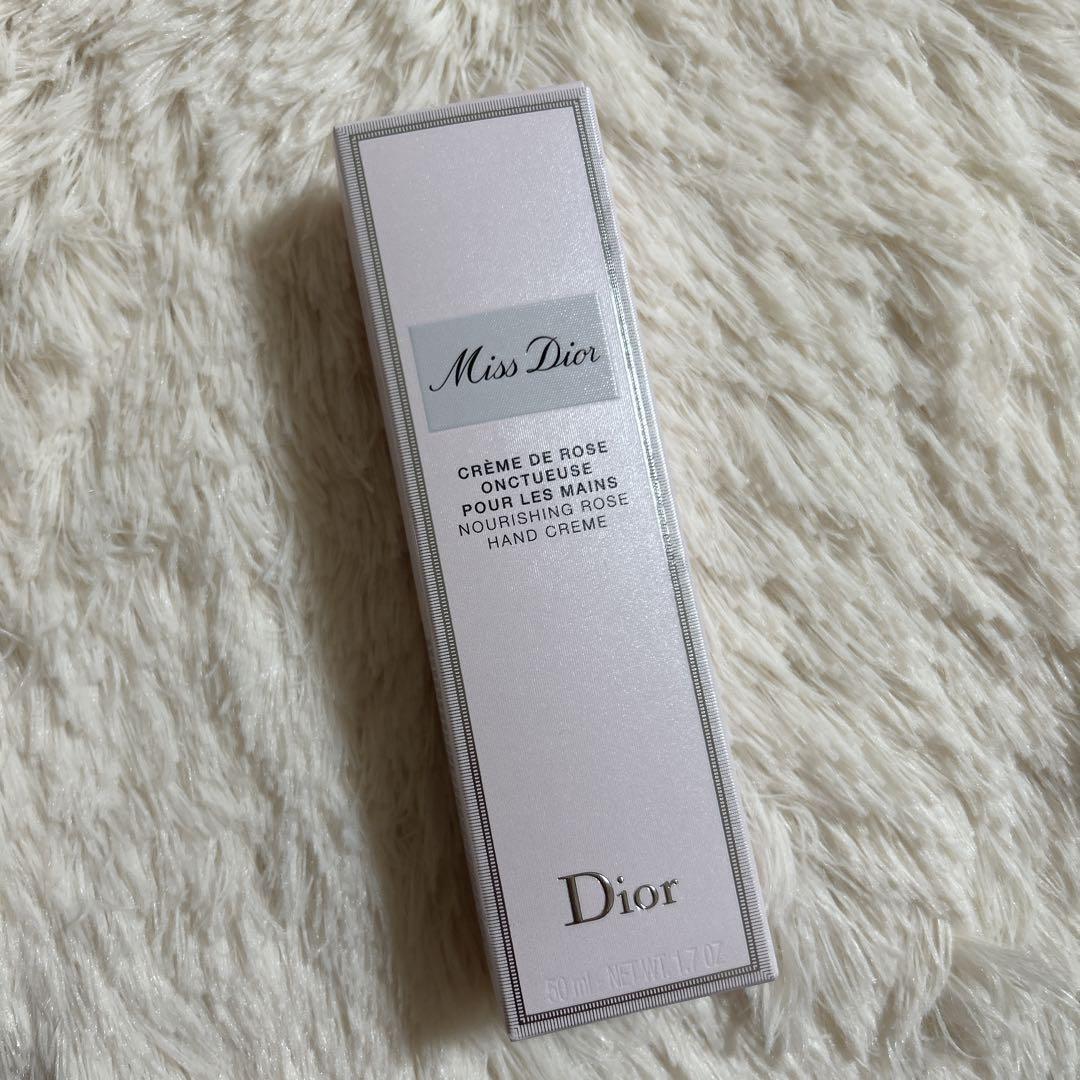 Miss Dior
CRÈME DE ROSE
ONCTUEUSE
POUR LES MAINS
NOURISHING ROSE
HAND CREME
Dior
50 ml - NET WT. 1.7 OZ